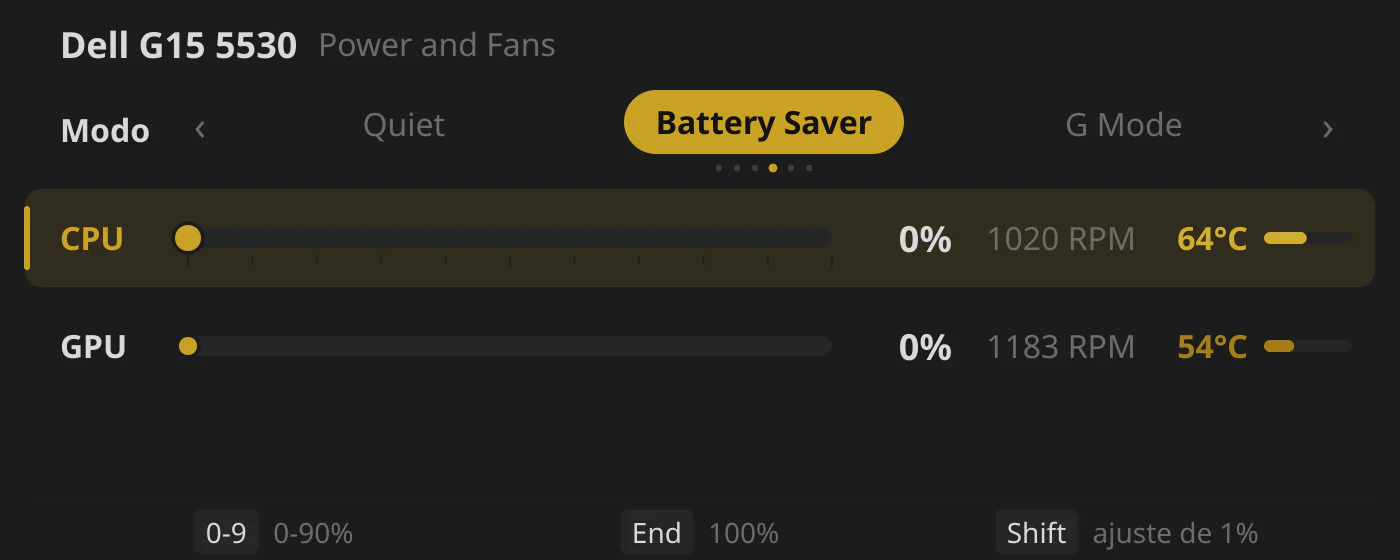 Dell G15 5530 Power and Fans
Modo ‹ Quiet Battery Saver G Mode ›
CPU 0% 1020 RPM 64°C
GPU 0% 1183 RPM 54°C
0-9 0-90% End 100% Shift ajuste de 1%